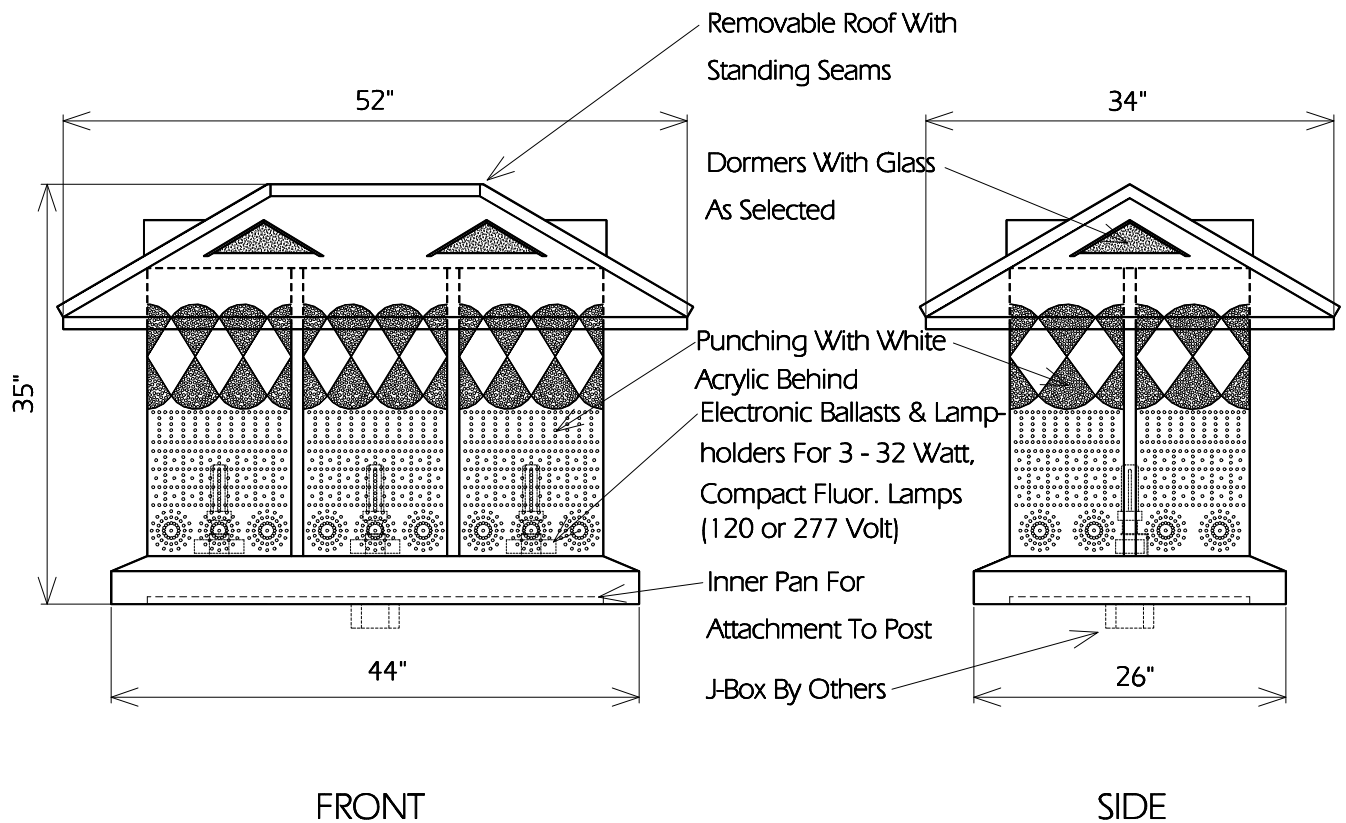 Removable Roof With
Standing Seams
52"
34"
Dormers With Glass
As Selected
35"
Punching With White
Acrylic Behind
Electronic Ballasts & Lamp-
holders For 3 - 32 Watt,
Compact Fluor. Lamps
(120 or 277 Volt)
Inner Pan For
Attachment To Post
44"
J-Box By Others
26"
FRONT
SIDE